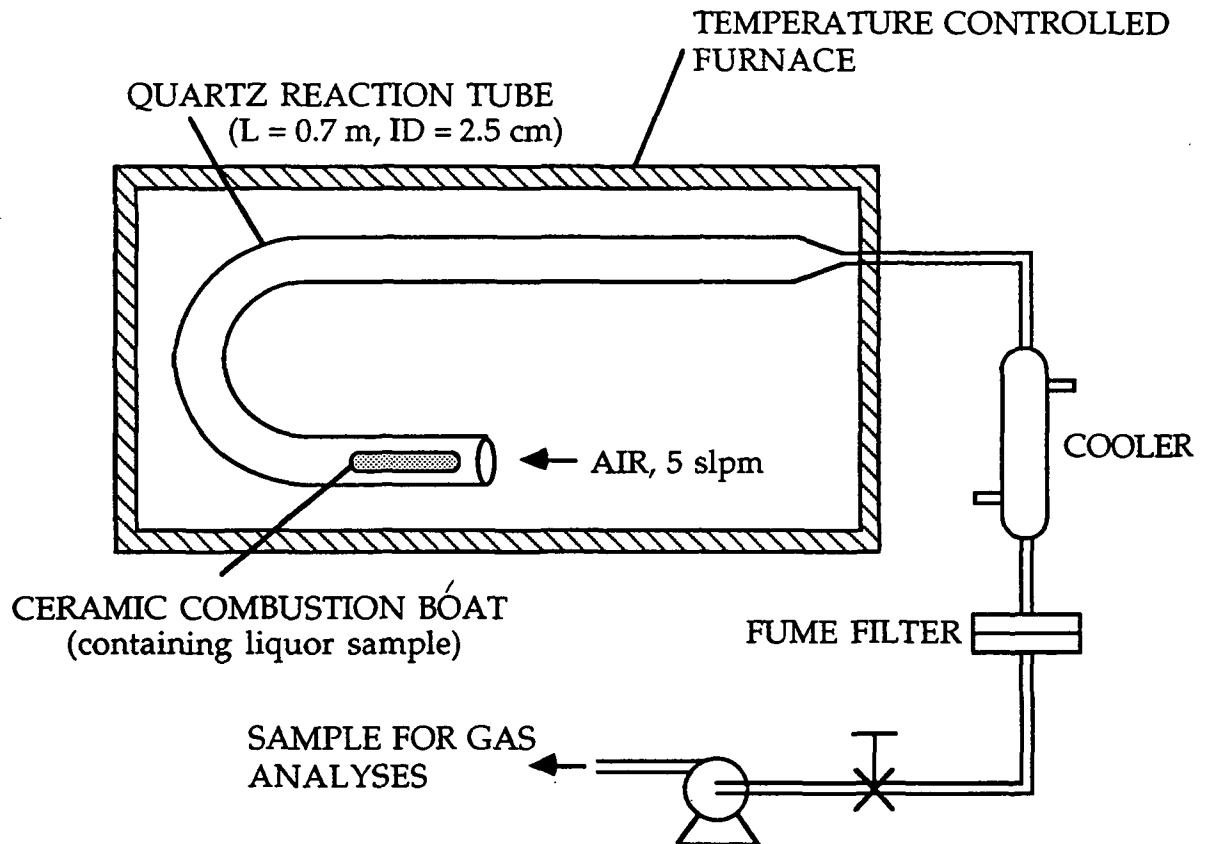 TEMPERATURE CONTROLLED
FURNACE
QUARTZ REACTION TUBE
(L = 0.7 m, ID = 2.5 cm)
AIR, 5 slpm
COOLER
CERAMIC COMBUSTION BÓAT
(containing liquor sample)
FUME FILTER
SAMPLE FOR GAS
ANALYSES